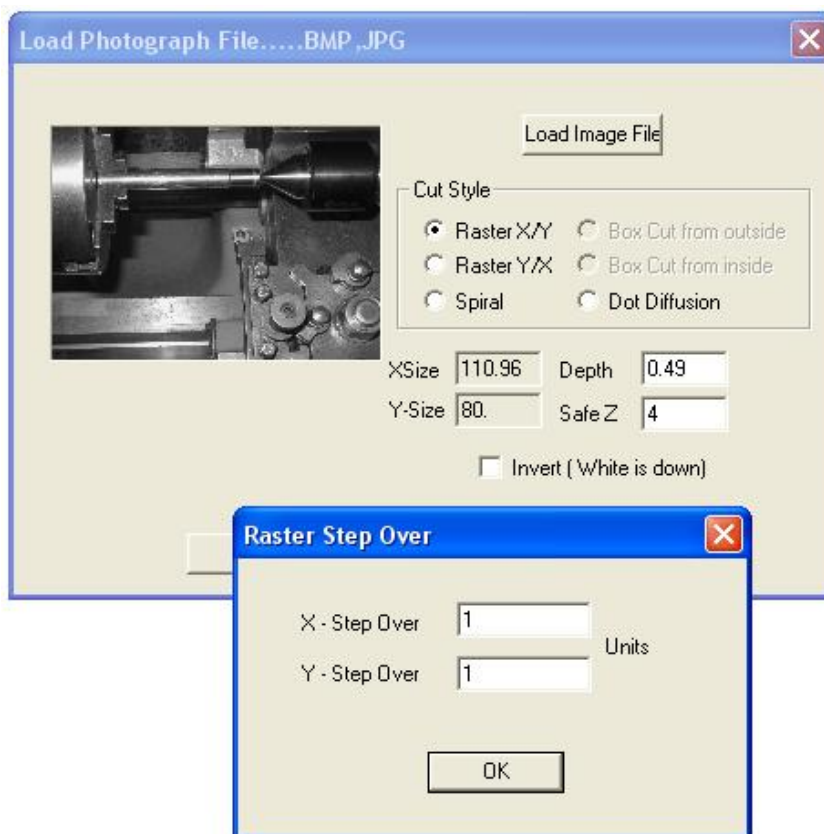 Load Photograph File.....BMP,JPG
Load Image File
Cut Style
Raster X/Y
Box Cut from outside
Raster Y/X
Box Cut from inside
Spiral
Dot Diffusion
XSize 110.96 Depth 0.49
Y-Size 80. Safe Z 4
Invert ( White is down)
Raster Step Over
X - Step Over 1
Units
Y - Step Over 1
OK